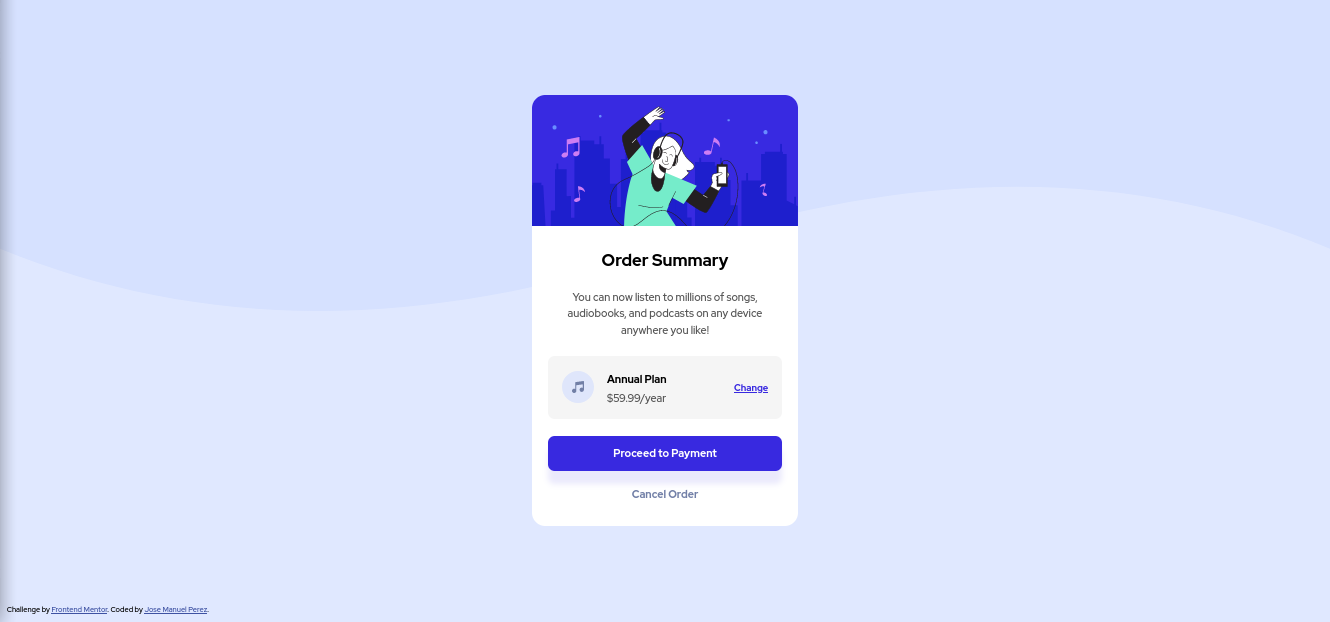 Order Summary
You can now listen to millions of songs,
audiobooks, and podcasts on any device
anywhere you like!
Annual Plan
$59.99/year
Change
Proceed to Payment
Cancel Order
Challenge by Frontend Mentor. Coded by Jose Manuel Perez.